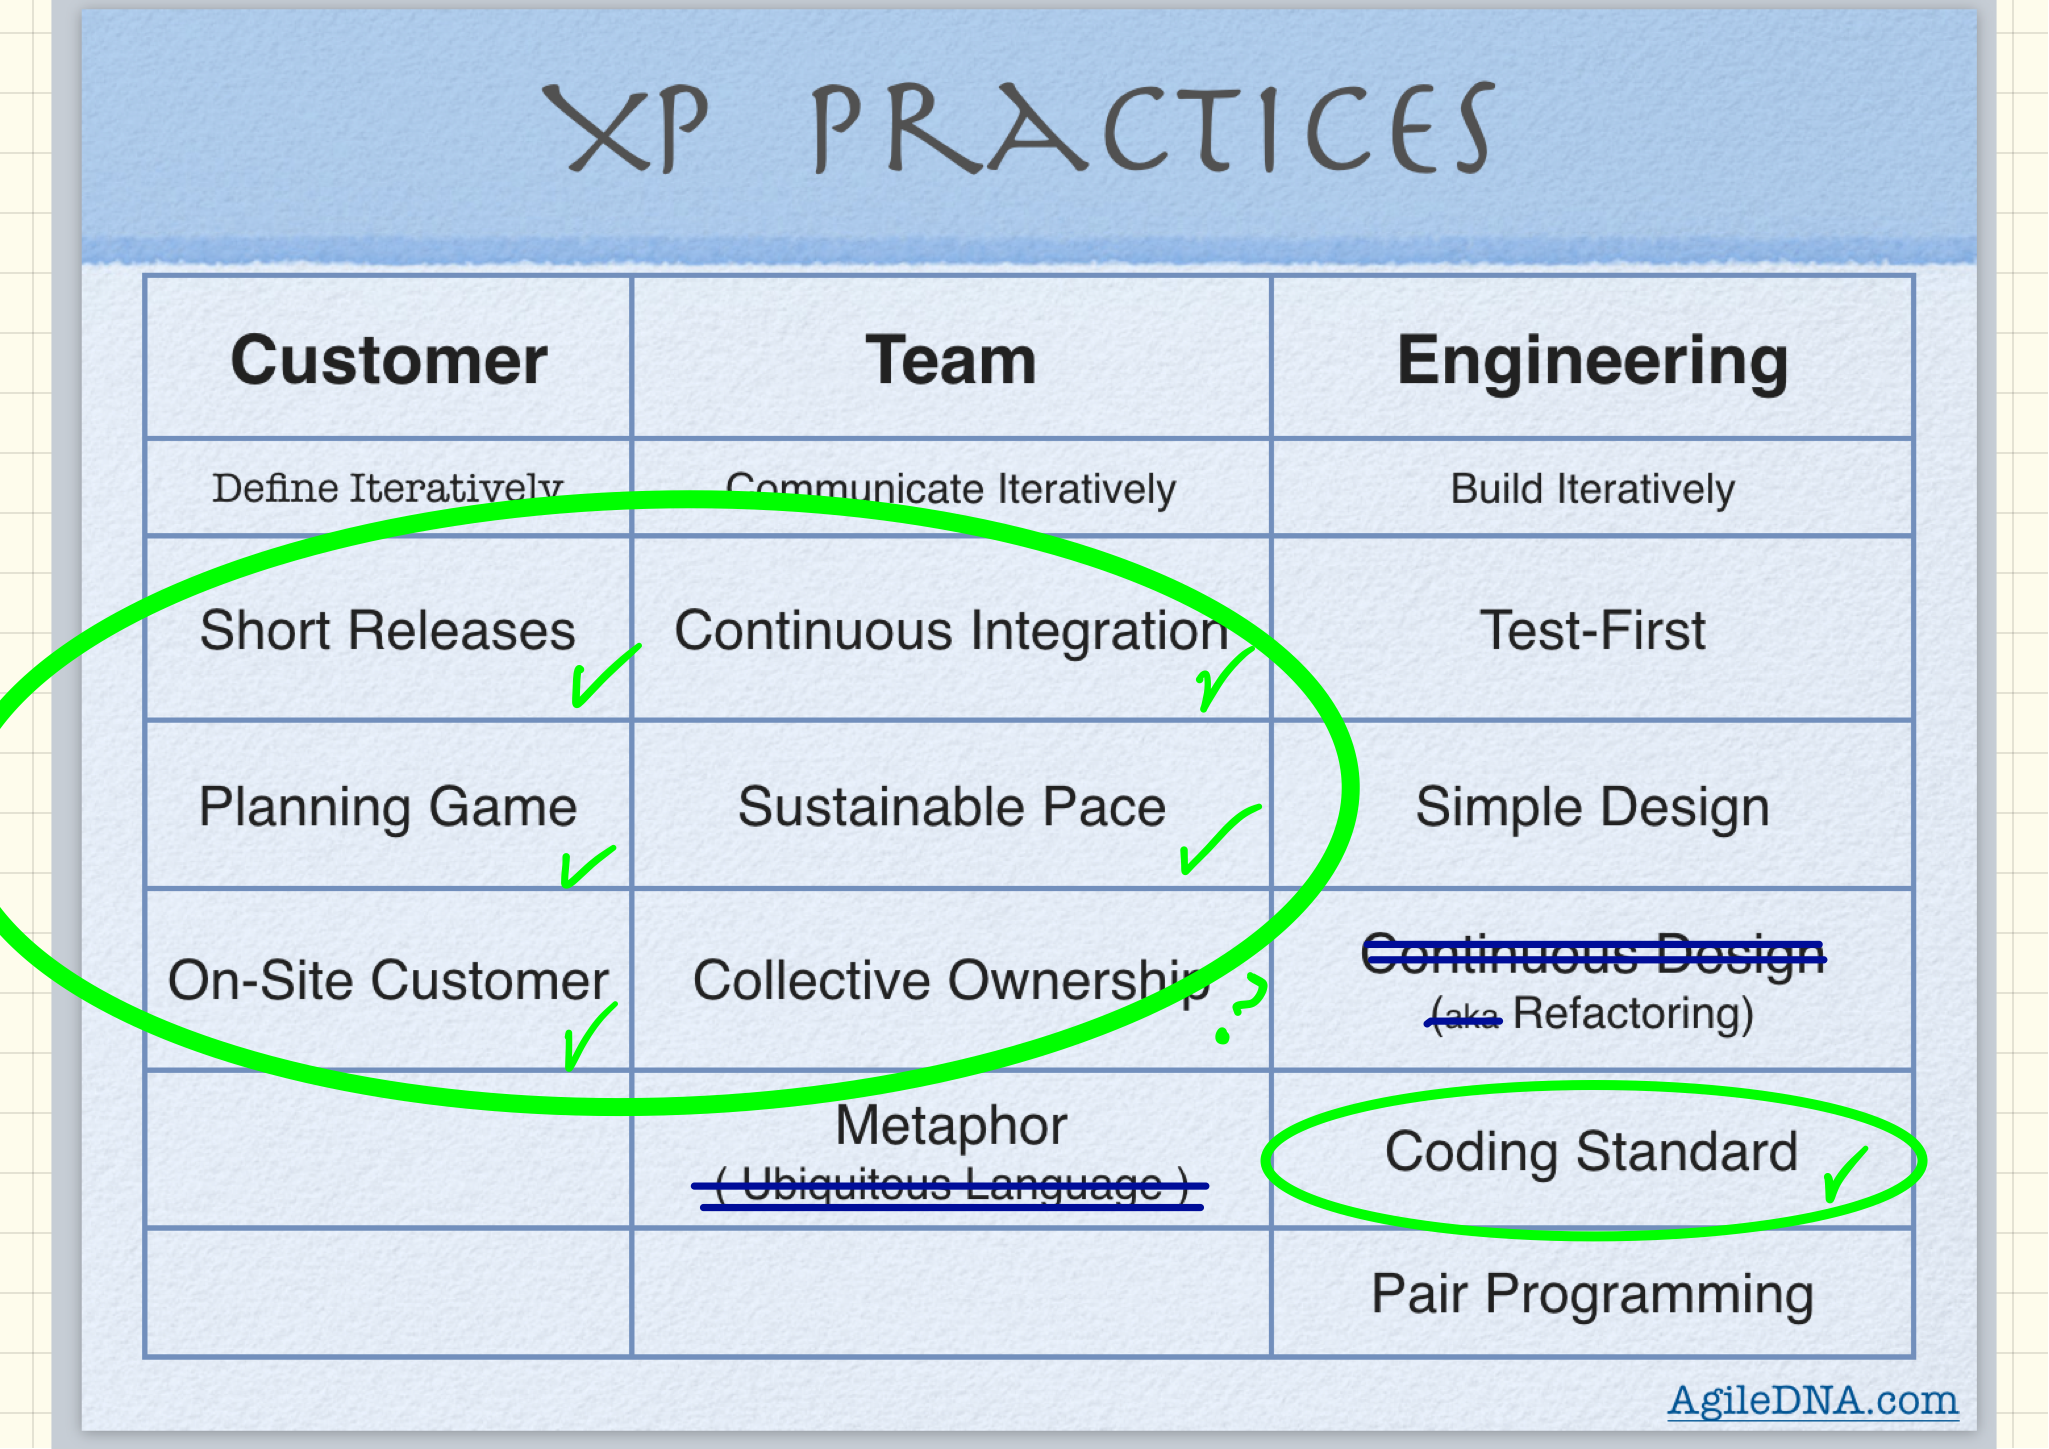 XP PRACTICES
Customer Team Engineering
Define Iteratively Communicate Iteratively Build Iteratively
Short Releases Continuous Integration Test-First
Planning Game Sustainable Pace Simple Design
On-Site Customer Collective Ownership ? Continuous Design
(aka Refactoring)
Metaphor Coding Standard
( Ubiquitous Language )
Pair Programming
AgileDNA.com